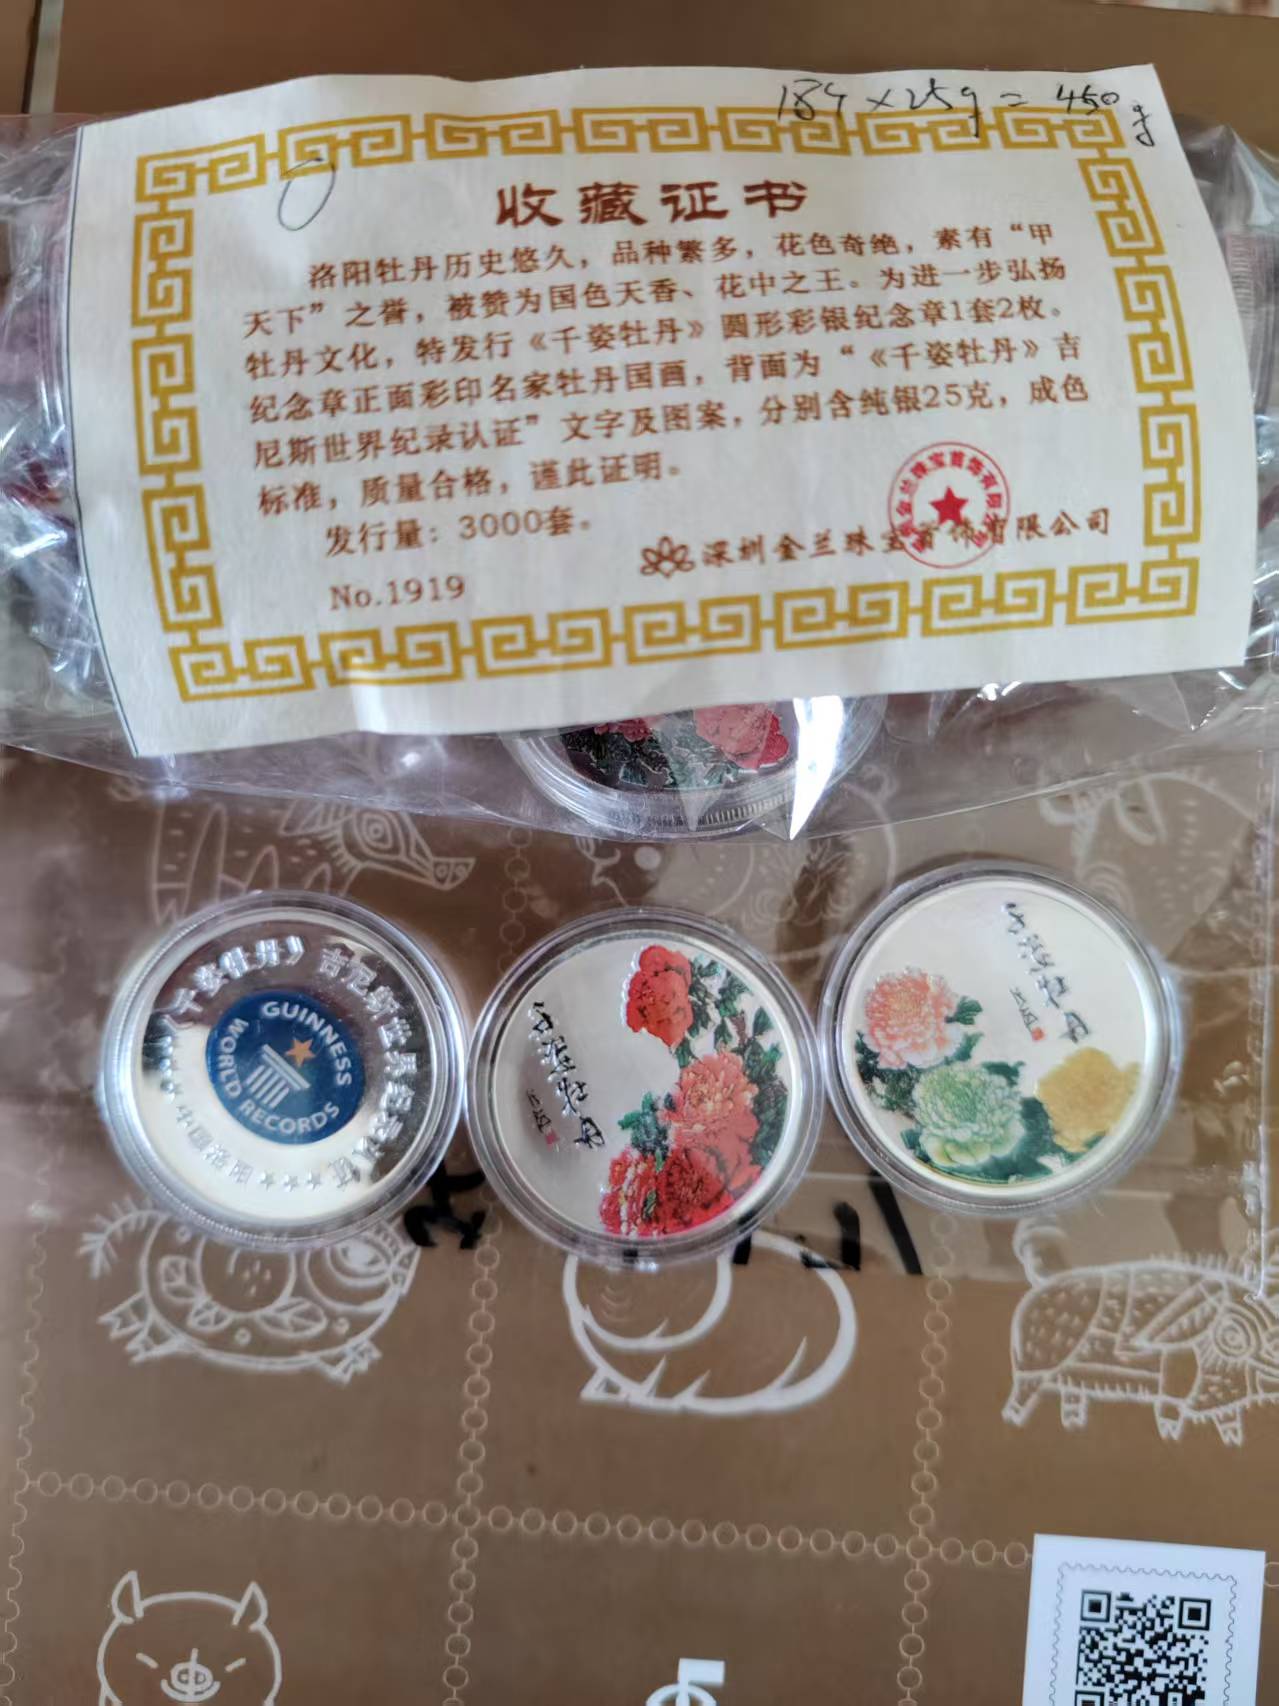 18个×25g=450g
收藏证书
洛阳牡丹历史悠久，品种繁多，花色奇绝，素有“甲
天下”之誉，被赞为国色天香、花中之王。为进一步弘扬
牡丹文化，特发行《千姿牡丹》圆形彩银纪念章1套2枚。
纪念章正面彩印名家牡丹国画，背面为“《千姿牡丹》吉
尼斯世界纪录认证”文字及图案，分别含纯银25克，成色
标准，质量合格，谨此证明。
发行量：3000套。
深圳金兰珠宝首饰有限公司
No.1919
《千姿牡丹》吉尼斯世界纪录认证
GUINNESS
WORLD RECORDS
千姿牡丹
千姿牡丹